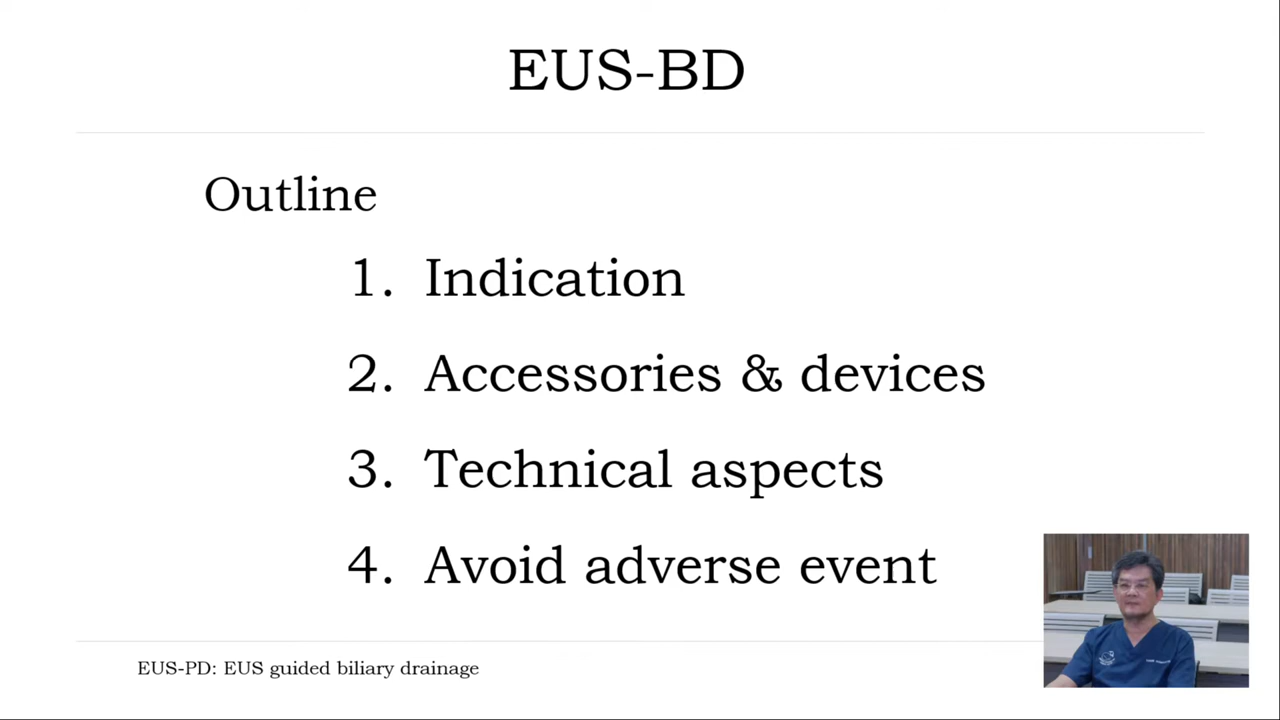 EUS-BD
Outline
1. Indication
2. Accessories & devices
3. Technical aspects
4. Avoid adverse event
EUS-PD: EUS guided biliary drainage